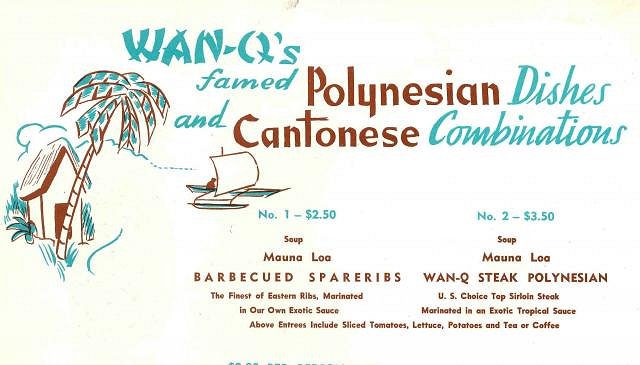 WAN-Q's
famed Polynesian Dishes
and Cantonese Combinations
No. 1 – $2.50
Soup
Mauna Loa
BARBECUED SPARERIBS
The Finest of Eastern Ribs, Marinated
in Our Own Exotic Sauce
No. 2 – $3.50
Soup
Mauna Loa
WAN-Q STEAK POLYNESIAN
U. S. Choice Top Sirloin Steak
Marinated in an Exotic Tropical Sauce
Above Entrees Include Sliced Tomatoes, Lettuce, Potatoes and Tea or Coffee